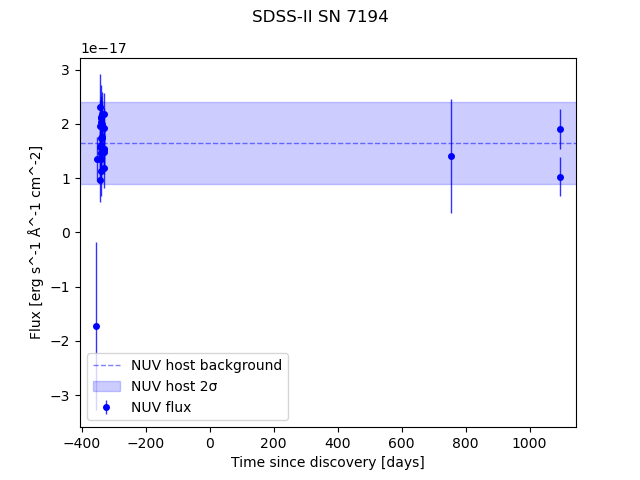 SDSS-II SN 7194
1e−17
3
2
1
0
−1
−2
−3
Flux [erg s^-1 Å^-1 cm^-2]
NUV host background
NUV host 2σ
NUV flux
−400 −200 0 200 400 600 800 1000
Time since discovery [days]